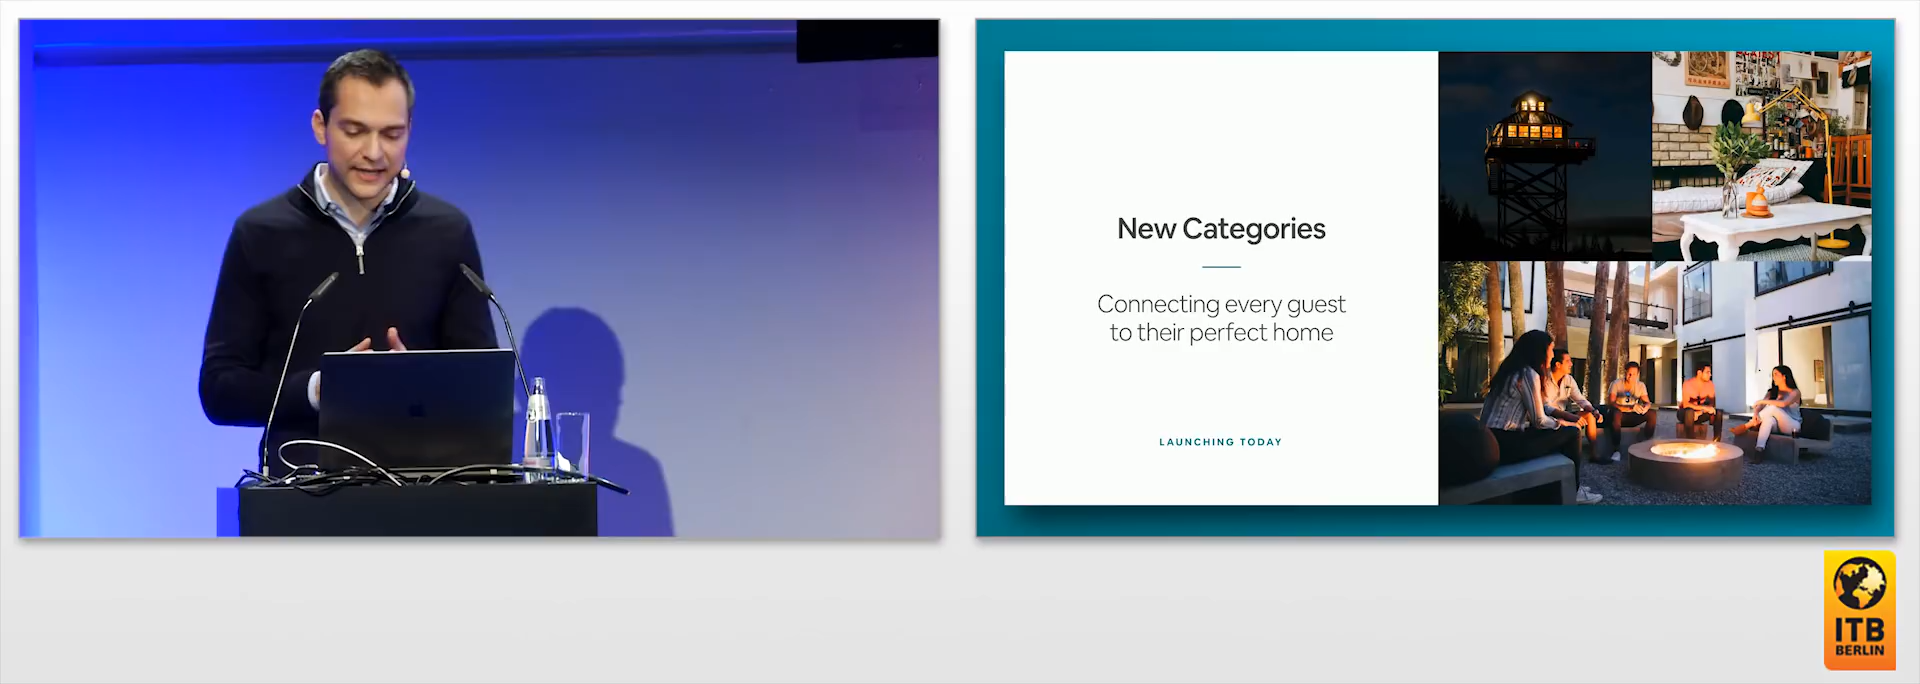 New Categories
Connecting every guest
to their perfect home
LAUNCHING TODAY
ITB
BERLIN